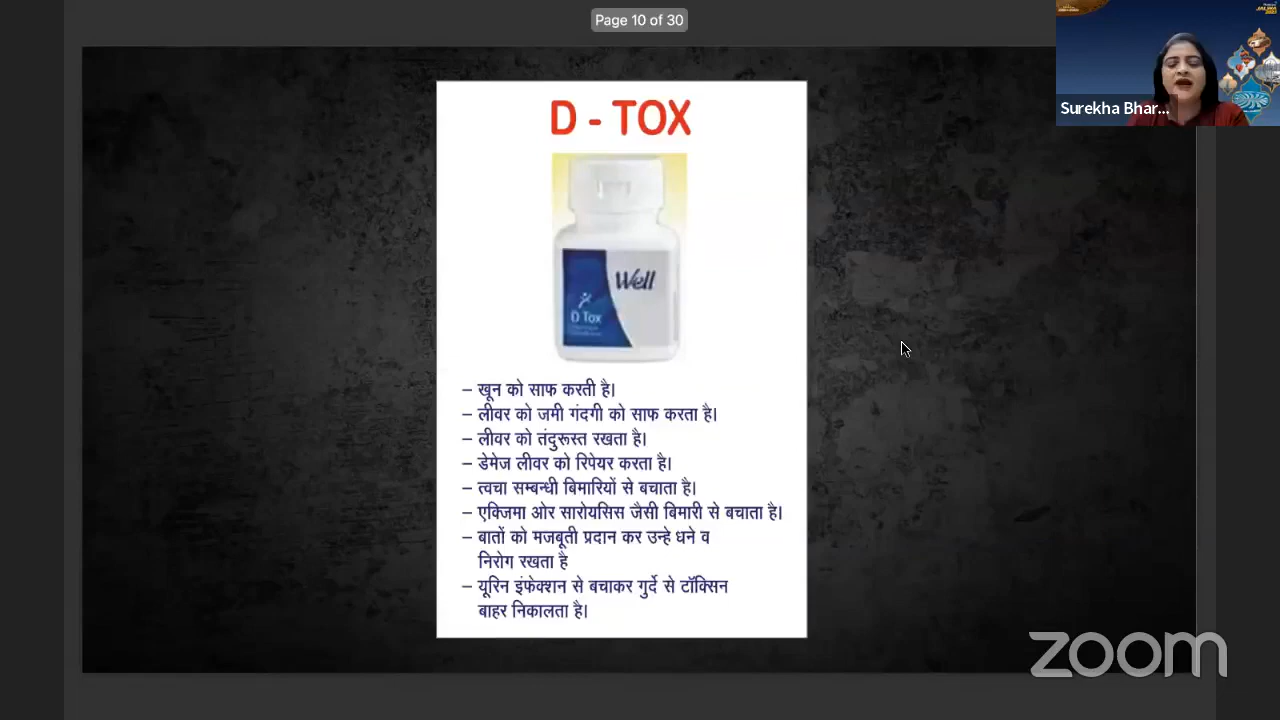 Page 10 of 30
Surekha Bhar...
D - TOX
Well
D Tox
– खून को साफ करती है।
– लीवर को जमी गंदगी को साफ करता है।
– लीवर को तंदुरूस्त रखता है।
– डेमेज लीवर को रिपेयर करता है।
– त्वचा सम्बन्धी बिमारियों से बचाता है।
– एक्जिमा ओर सारोयसिस जैसी बिमारी से बचाता है।
– बातों को मजबूती प्रदान कर उन्हे धने व
निरोग रखता है
– यूरिन इंफेक्शन से बचाकर गुर्दे से टॉक्सिन
बाहर निकालता है।
zoom